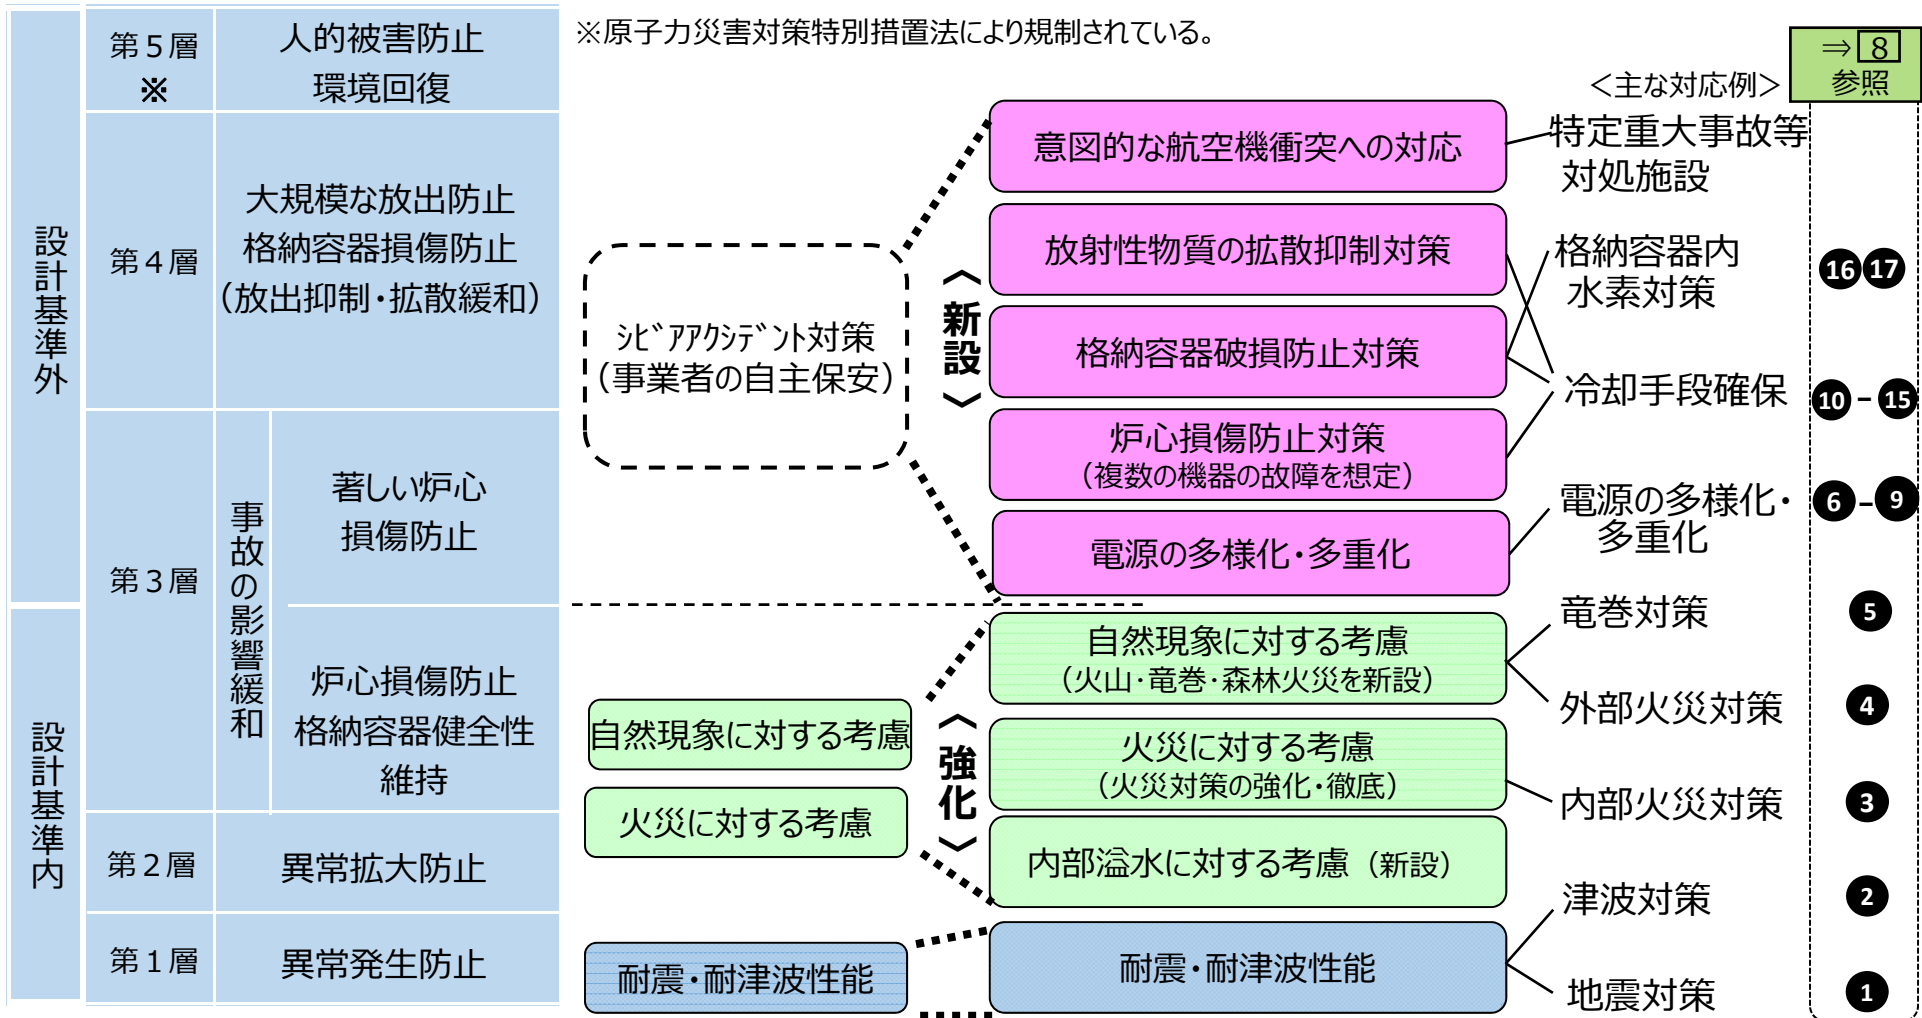 ※原子力災害対策特別措置法により規制されている。
⇒ 8
参照
＜主な対応例＞
設計基準外
設計基準内
第５層
※
人的被害防止
環境回復
第４層
大規模な放出防止
格納容器損傷防止
（放出抑制・拡散緩和）
第３層
事故の影響緩和
著しい炉心
損傷防止
炉心損傷防止
格納容器健全性
維持
第２層
異常拡大防止
第１層
異常発生防止
ｼﾋﾞｱｱｸｼﾃﾞﾝﾄ対策
（事業者の自主保安）
自然現象に対する考慮
火災に対する考慮
耐震・耐津波性能
〈新設〉
〈強化〉
意図的な航空機衝突への対応
放射性物質の拡散抑制対策
格納容器破損防止対策
炉心損傷防止対策
（複数の機器の故障を想定）
電源の多様化・多重化
自然現象に対する考慮
（火山・竜巻・森林火災を新設）
火災に対する考慮
（火災対策の強化・徹底）
内部溢水に対する考慮（新設）
耐震・耐津波性能
特定重大事故等
対処施設
格納容器内
水素対策
16 17
冷却手段確保
10 － 15
電源の多様化・
多重化
6 － 9
竜巻対策
5
外部火災対策
4
内部火災対策
3
津波対策
2
地震対策
1